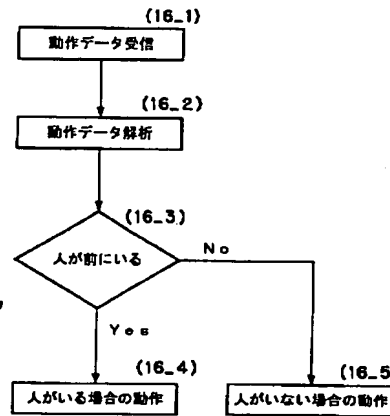 (16_1)
動作データ受信
(16_2)
動作データ解析
(16_3)
人が前にいる
No
Yes
(16_4)
人がいる場合の動作
(16_5
人がいない場合の動作